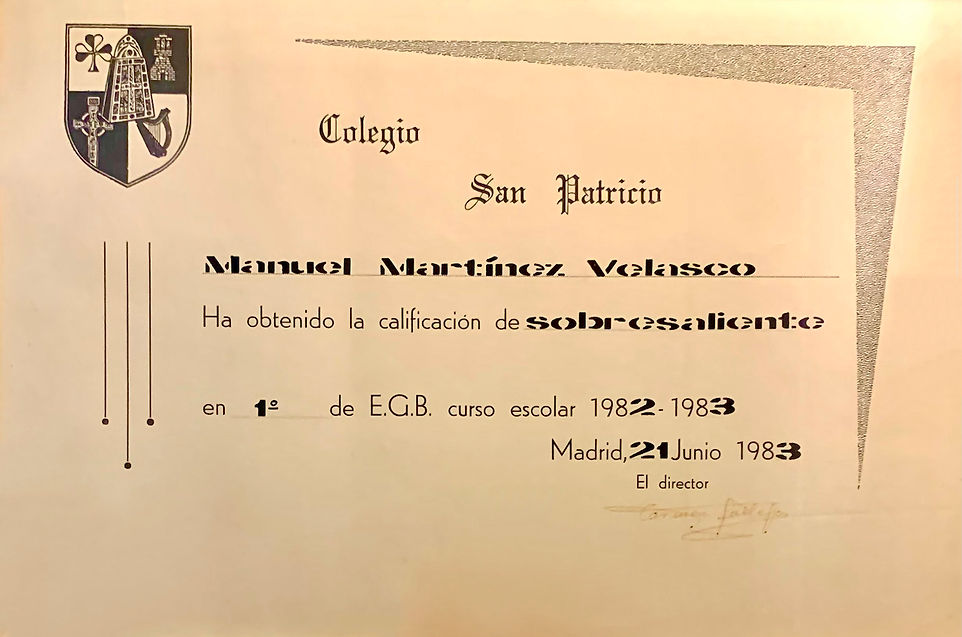 Colegio
San Patricio
Manuel Martínez Velasco
Ha obtenido la calificación de sobresaliente
en 1º de E.G.B. curso escolar 1982-1983
Madrid, 21 Junio 1983
El director
Carmen